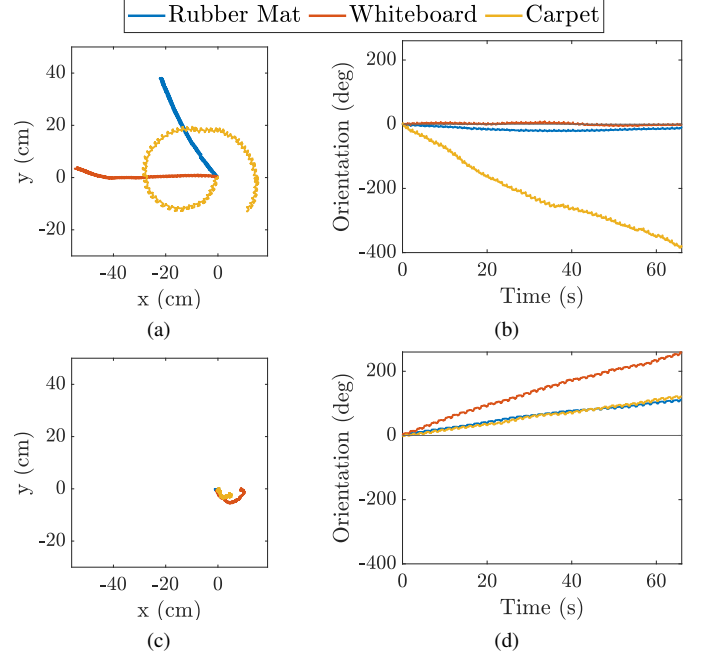 Rubber Mat Whiteboard Carpet
40
20
0
-20
y (cm)
-40 -20 0
x (cm)
(a)
200
0
-200
-400
Orientation (deg)
0 20 40 60
Time (s)
(b)
40
20
0
-20
y (cm)
-40 -20 0
x (cm)
(c)
200
0
-200
-400
Orientation (deg)
0 20 40 60
Time (s)
(d)